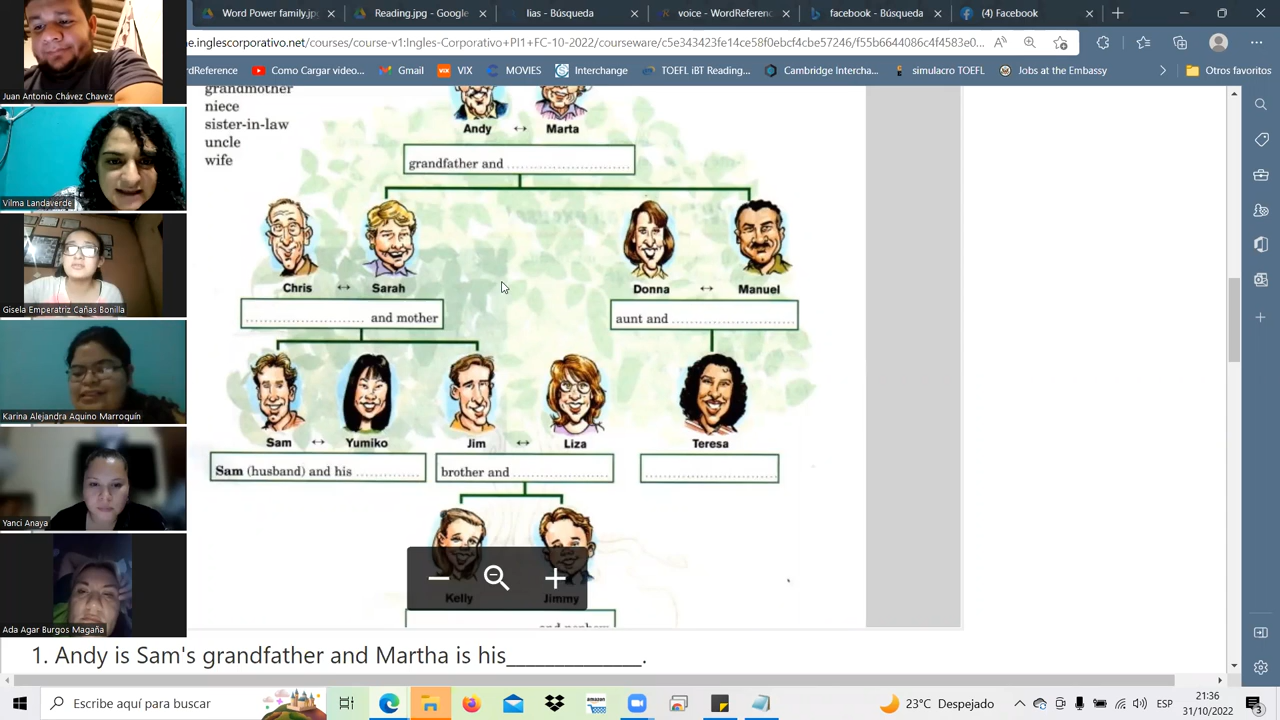 Word Power family.jpg
Reading.jpg - Google
lias - Búsqueda
voice - WordReferenc
Facebook - Búsqueda
(4) Facebook
e.inglescorporativo.net/courses/course-v1:Ingles-Corporativo+PI1+FC-10-2022/courseware/c5e343423fe14ce58f0ebcf4cbe57246/f55b6644086c4f4583e0...
rdReference
Como Cargar video...
Gmail
VIX
MOVIES
Interchange
TOEFL iBT Reading...
Cambridge Intercha...
simulacro TOEFL
Jobs at the Embassy
Otros favoritos
Juan Antonio Chávez Chavez
Vilma Landaverde
Gisela Emperatriz Cañas Bonilla
Karina Alejandra Aquino Marroquín
Yanci Anaya
Ada Agar Burgos Magaña
grandmother
niece
sister-in-law
uncle
wife
Andy ↔ Marta
grandfather and ....................
Chris ↔ Sarah
Donna ↔ Manuel
.................... and mother
aunt and ....................
Sam ↔ Yumiko
Jim ↔ Liza
Teresa
Sam (husband) and his ............
brother and ....................
....................
Kelly
Jimmy
and nephew
1. Andy is Sam's grandfather and Martha is his______________.
Escribe aquí para buscar
23°C Despejado
ESP
21:36
31/10/2022
3